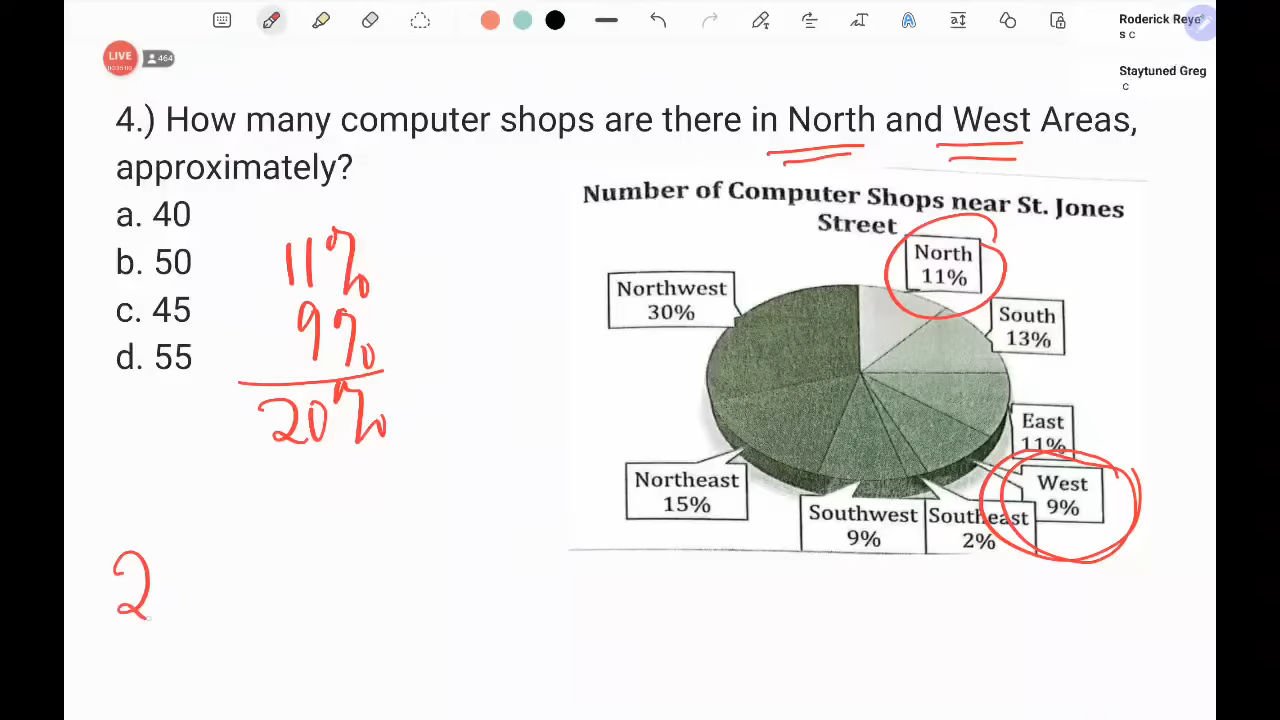 Roderick Reye
s c
LIVE
464
Staytuned Greg
c
4.) How many computer shops are there in North and West Areas,
approximately?
a. 40
b. 50
c. 45
d. 55
11%
9%
20%
2
Number of Computer Shops near St. Jones
Street
North
11%
Northwest
30%
South
13%
East
11%
West
9%
Northeast
15%
Southwest
9%
Southeast
2%